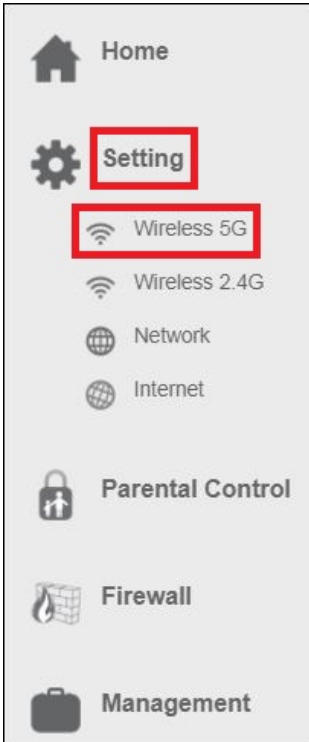 Home
Setting
Wireless 5G
Wireless 2.4G
Network
Internet
Parental Control
Firewall
Management